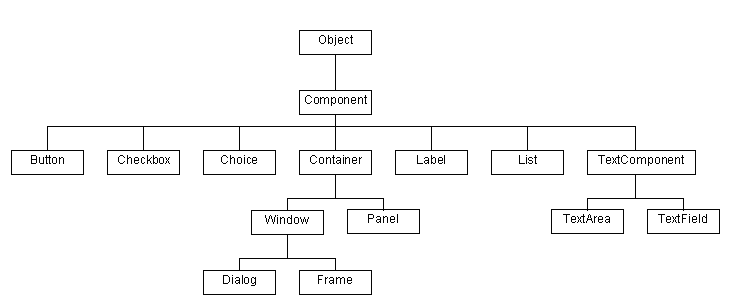 Object
Component
Button
Checkbox
Choice
Container
Label
List
TextComponent
Window
Panel
TextArea
TextField
Dialog
Frame